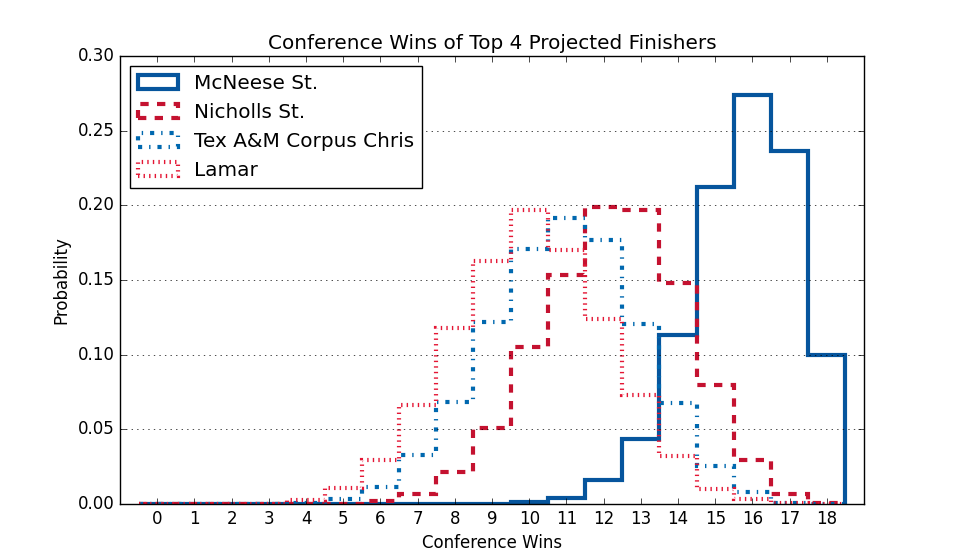 Conference Wins of Top 4 Projected Finishers
0.30
0.25
0.20
0.15
0.10
0.05
0.00
Probability
McNeese St.
Nicholls St.
Tex A&M Corpus Chris
Lamar
0 1 2 3 4 5 6 7 8 9 10 11 12 13 14 15 16 17 18
Conference Wins